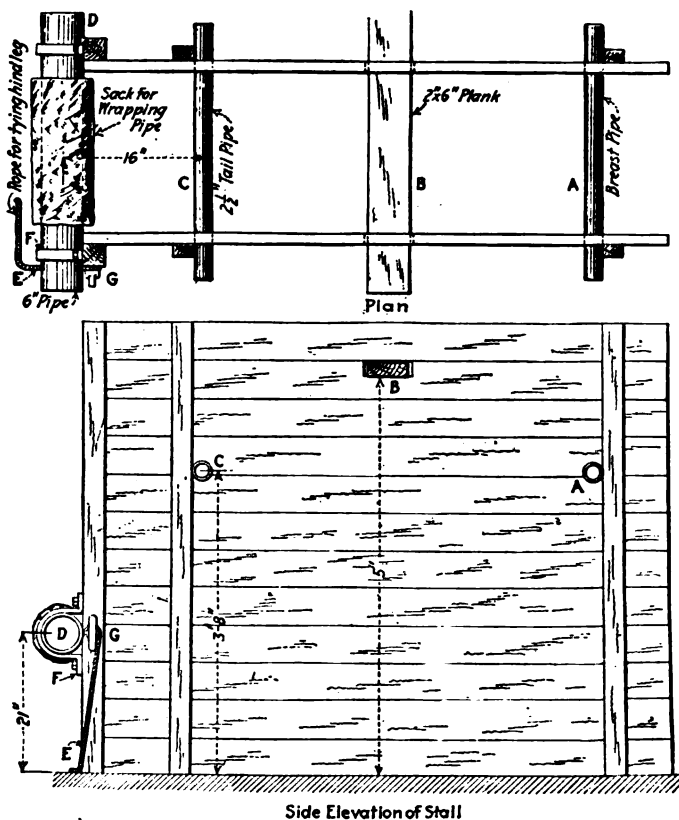 D
Rope for tying hind leg
Sack for
Wrapping
Pipe
16"
C
2½" Tail Pipe
2"x6" Plank
B
A
Breast Pipe
F
E
G
6" Pipe
Plan
B
C
A
5'
3'-8"
D
G
F
21"
E
Side Elevation of Stall